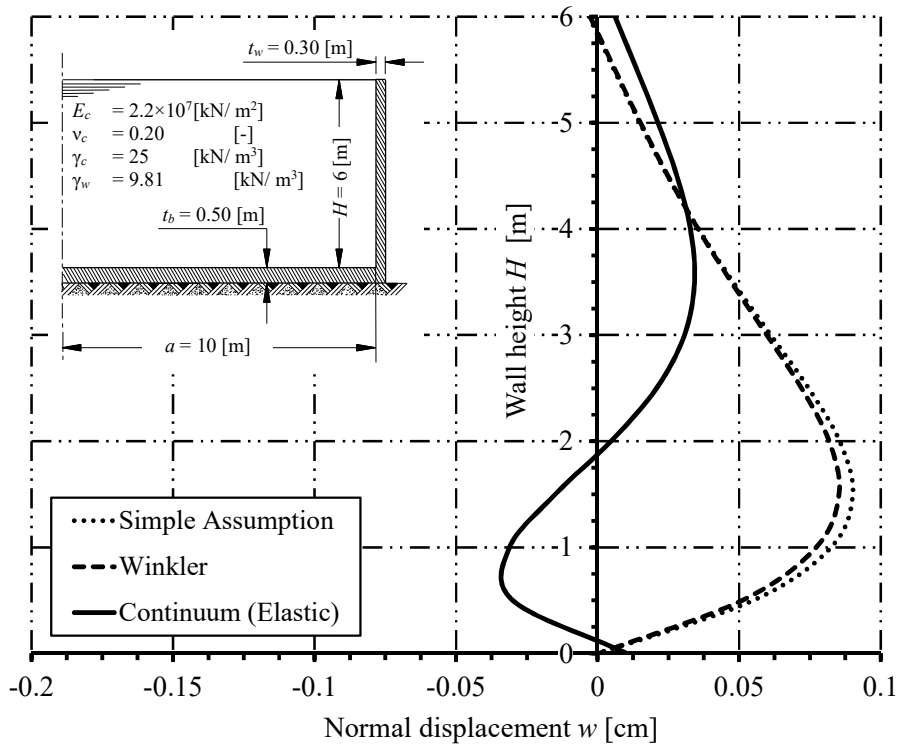 t_w = 0.30 [m]
E_c = 2.2×10⁷[kN/ m²]
ν_c = 0.20 [-]
γ_c = 25 [kN/ m³]
γ_w = 9.81 [kN/ m³]
H = 6 [m]
t_b = 0.50 [m]
a = 10 [m]
Wall height H [m]
6
5
4
3
2
1
0
Simple Assumption
Winkler
Continuum (Elastic)
-0.2 -0.15 -0.1 -0.05 0 0.05 0.1
Normal displacement w [cm]